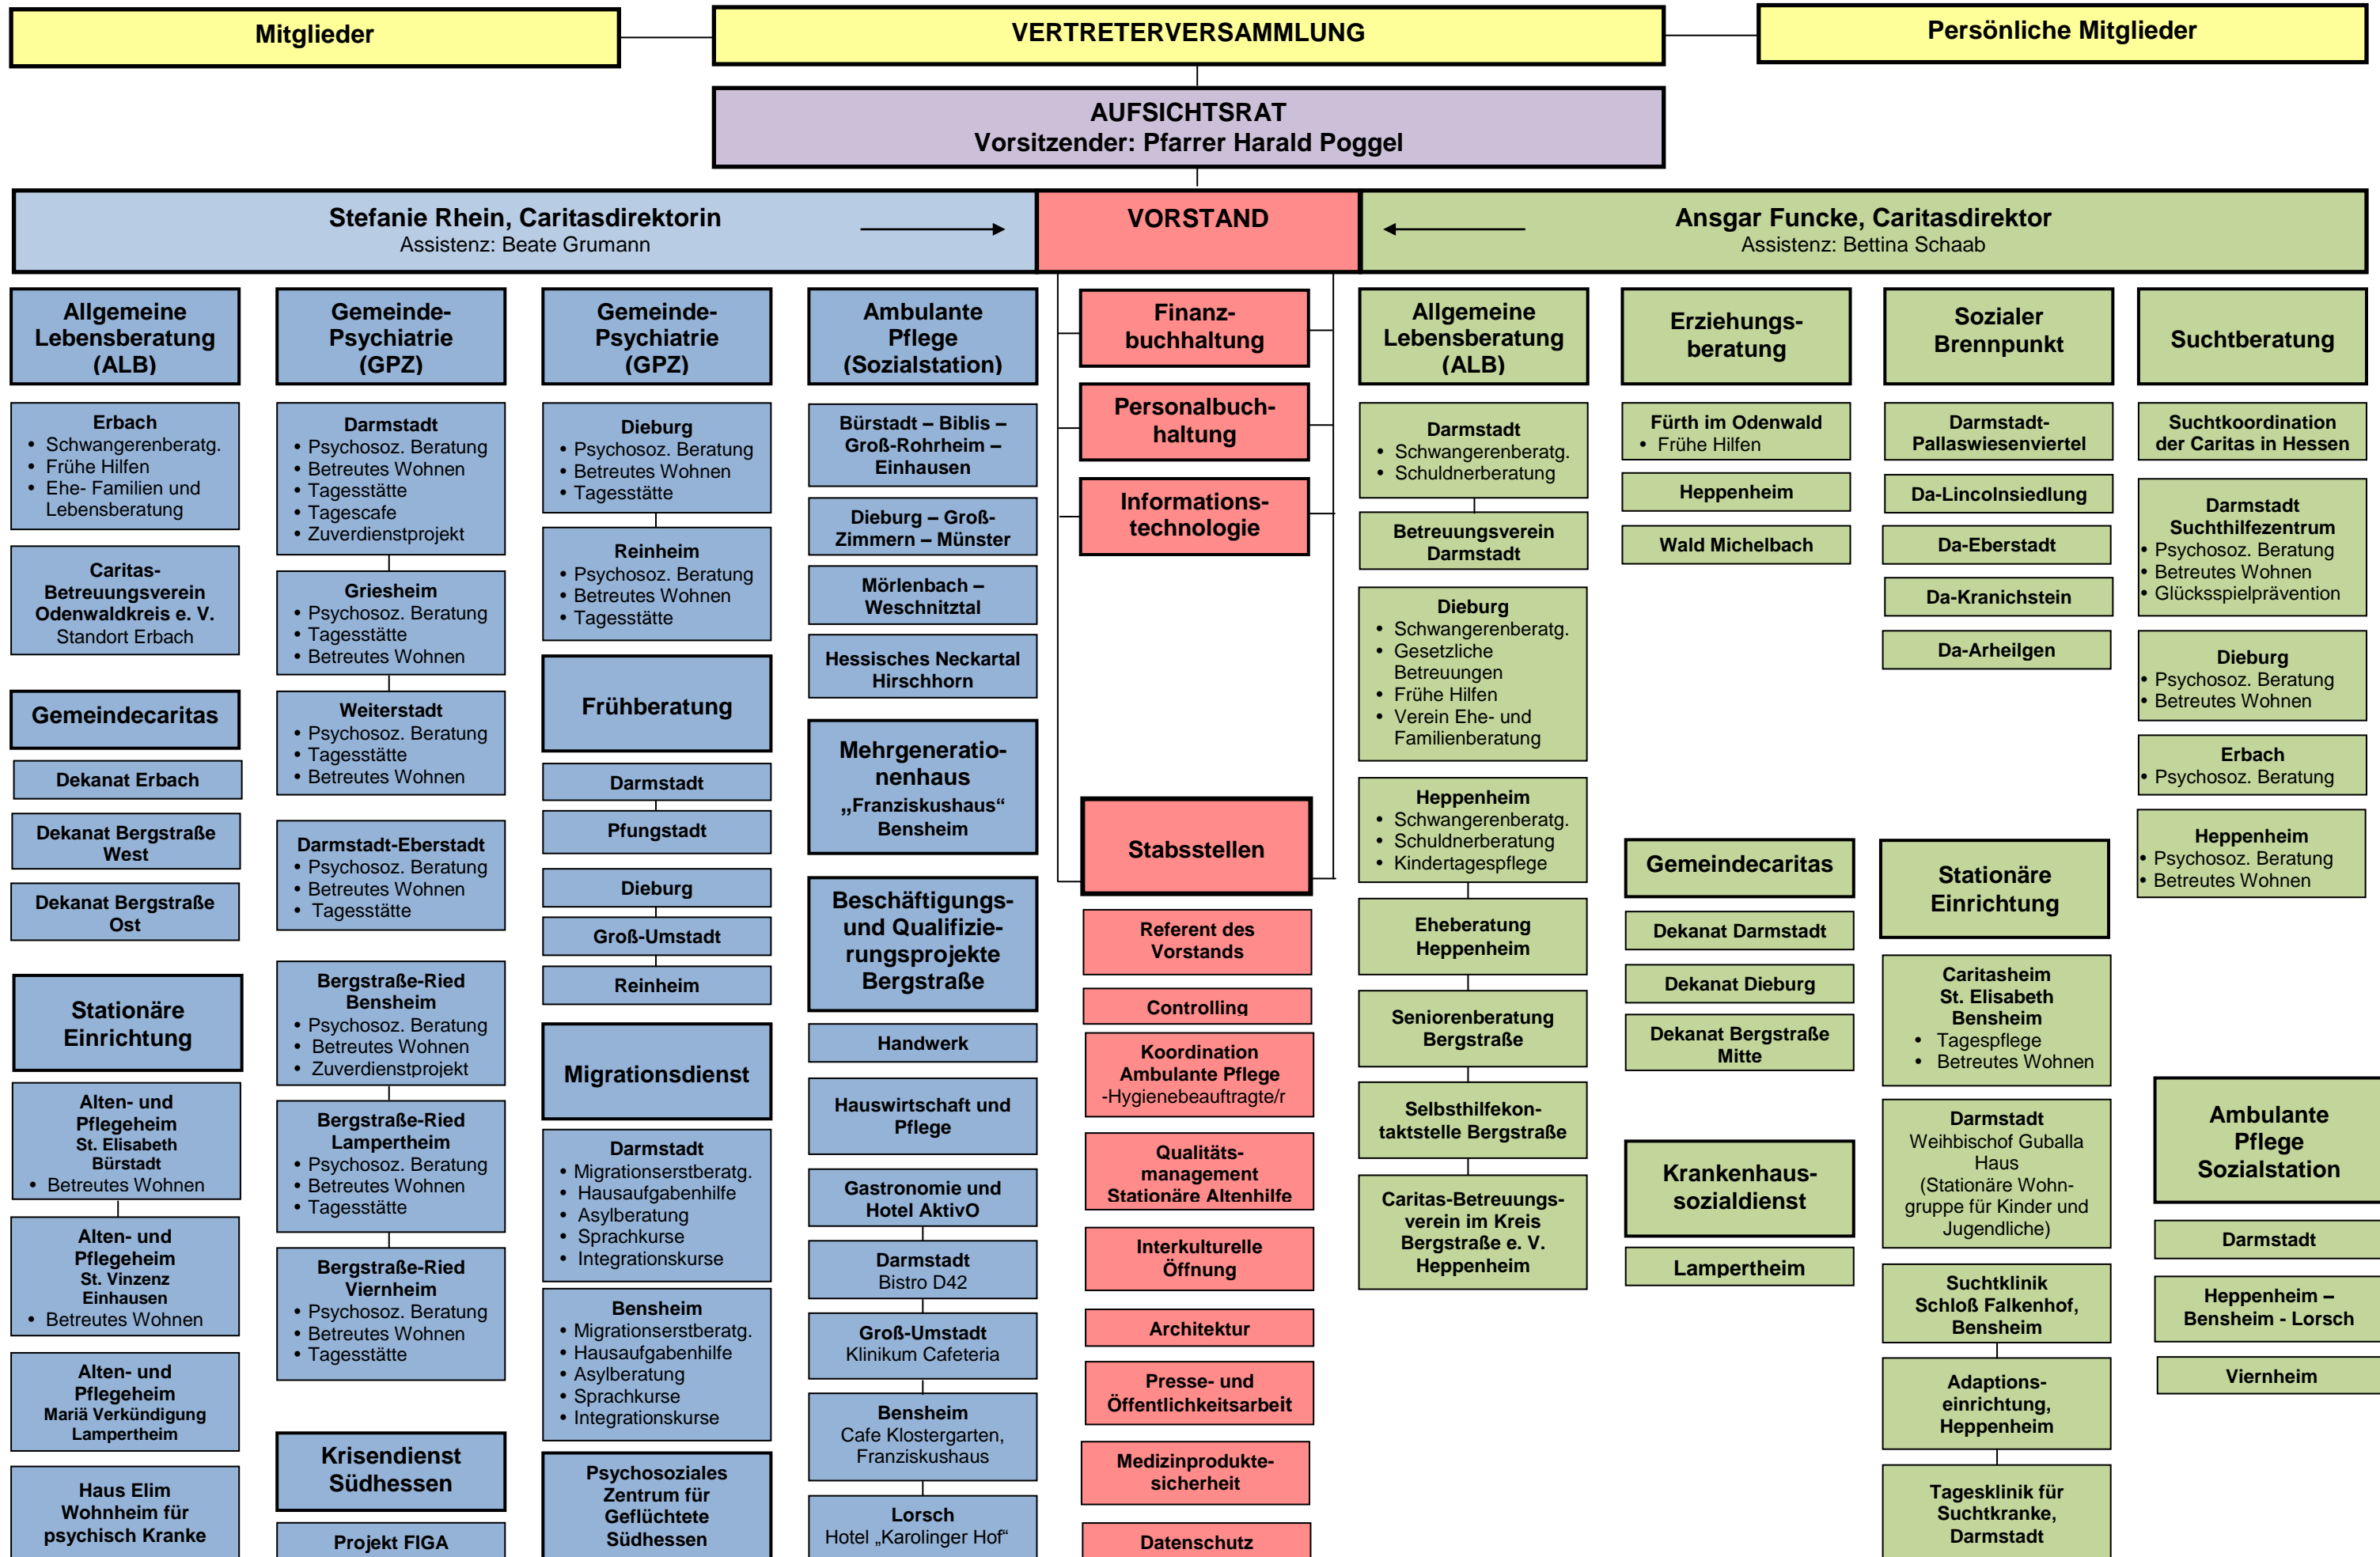 Mitglieder
VERTRETERVERSAMMLUNG
Persönliche Mitglieder
AUFSICHTSRAT
Vorsitzender: Pfarrer Harald Poggel
Stefanie Rhein, Caritasdirektorin
Assistenz: Beate Grumann
VORSTAND
Ansgar Funcke, Caritasdirektor
Assistenz: Bettina Schaab
Allgemeine
Lebensberatung
(ALB)
Erbach
• Schwangerenberatg.
• Frühe Hilfen
• Ehe- Familien und
Lebensberatung
Caritas-
Betreuungsverein
Odenwaldkreis e. V.
Standort Erbach
Gemeindecaritas
Dekanat Erbach
Dekanat Bergstraße
West
Dekanat Bergstraße
Ost
Stationäre
Einrichtung
Alten- und
Pflegeheim
St. Elisabeth
Bürstadt
• Betreutes Wohnen
Alten- und
Pflegeheim
St. Vinzenz
Einhausen
• Betreutes Wohnen
Alten- und
Pflegeheim
Mariä Verkündigung
Lampertheim
Haus Elim
Wohnheim für
psychisch Kranke
Gemeinde-
Psychiatrie
(GPZ)
Darmstadt
• Psychosoz. Beratung
• Betreutes Wohnen
• Tagesstätte
• Tagescafe
• Zuverdienstprojekt
Griesheim
• Psychosoz. Beratung
• Tagesstätte
• Betreutes Wohnen
Weiterstadt
• Psychosoz. Beratung
• Tagesstätte
• Betreutes Wohnen
Darmstadt-Eberstadt
• Psychosoz. Beratung
• Betreutes Wohnen
• Tagesstätte
Bergstraße-Ried
Bensheim
• Psychosoz. Beratung
• Betreutes Wohnen
• Zuverdienstprojekt
Bergstraße-Ried
Lampertheim
• Psychosoz. Beratung
• Betreutes Wohnen
• Tagesstätte
Bergstraße-Ried
Viernheim
• Psychosoz. Beratung
• Betreutes Wohnen
• Tagesstätte
Krisendienst
Südhessen
Projekt FIGA
Gemeinde-
Psychiatrie
(GPZ)
Dieburg
• Psychosoz. Beratung
• Betreutes Wohnen
• Tagesstätte
Reinheim
• Psychosoz. Beratung
• Betreutes Wohnen
• Tagesstätte
Frühberatung
Darmstadt
Pfungstadt
Dieburg
Groß-Umstadt
Reinheim
Migrationsdienst
Darmstadt
• Migrationserstberatg.
• Hausaufgabenhilfe
• Asylberatung
• Sprachkurse
• Integrationskurse
Bensheim
• Migrationserstberatg.
• Hausaufgabenhilfe
• Asylberatung
• Sprachkurse
• Integrationskurse
Psychosoziales
Zentrum für
Geflüchtete
Südhessen
Ambulante
Pflege
(Sozialstation)
Bürstadt – Biblis –
Groß-Rohrheim –
Einhausen
Dieburg – Groß-
Zimmern – Münster
Mörlenbach –
Weschnitztal
Hessisches Neckartal
Hirschhorn
Mehrgeneratio-
nenhaus
„Franziskushaus“
Bensheim
Beschäftigungs-
und Qualifizie-
rungsprojekte
Bergstraße
Handwerk
Hauswirtschaft und
Pflege
Gastronomie und
Hotel AktivO
Darmstadt
Bistro D42
Groß-Umstadt
Klinikum Cafeteria
Bensheim
Cafe Klostergarten,
Franziskushaus
Lorsch
Hotel „Karolinger Hof“
Finanz-
buchhaltung
Personalbuch-
haltung
Informations-
technologie
Stabsstellen
Referent des
Vorstands
Controlling
Koordination
Ambulante Pflege
-Hygienebeauftragte/r
Qualitäts-
management
Stationäre Altenhilfe
Interkulturelle
Öffnung
Architektur
Presse- und
Öffentlichkeitsarbeit
Medizinprodukte-
sicherheit
Datenschutz
Allgemeine
Lebensberatung
(ALB)
Darmstadt
• Schwangerenberatg.
• Schuldnerberatung
Betreuungsverein
Darmstadt
Dieburg
• Schwangerenberatg.
• Gesetzliche
Betreuungen
• Frühe Hilfen
• Verein Ehe- und
Familienberatung
Heppenheim
• Schwangerenberatg.
• Schuldnerberatung
• Kindertagespflege
Eheberatung
Heppenheim
Seniorenberatung
Bergstraße
Selbsthilfekon-
taktstelle Bergstraße
Caritas-Betreuungs-
verein im Kreis
Bergstraße e. V.
Heppenheim
Erziehungs-
beratung
Fürth im Odenwald
• Frühe Hilfen
Heppenheim
Wald Michelbach
Gemeindecaritas
Dekanat Darmstadt
Dekanat Dieburg
Dekanat Bergstraße
Mitte
Krankenhaus-
sozialdienst
Lampertheim
Sozialer
Brennpunkt
Darmstadt-
Pallaswiesenviertel
Da-Lincolnsiedlung
Da-Eberstadt
Da-Kranichstein
Da-Arheilgen
Stationäre
Einrichtung
Caritasheim
St. Elisabeth
Bensheim
• Tagespflege
• Betreutes Wohnen
Darmstadt
Weihbischof Guballa
Haus
(Stationäre Wohn-
gruppe für Kinder und
Jugendliche)
Suchtklinik
Schloß Falkenhof,
Bensheim
Adaptions-
einrichtung,
Heppenheim
Tagesklinik für
Suchtkranke,
Darmstadt
Suchtberatung
Suchtkoordination
der Caritas in Hessen
Darmstadt
Suchthilfezentrum
• Psychosoz. Beratung
• Betreutes Wohnen
• Glücksspielprävention
Dieburg
• Psychosoz. Beratung
• Betreutes Wohnen
Erbach
• Psychosoz. Beratung
Heppenheim
• Psychosoz. Beratung
• Betreutes Wohnen
Ambulante
Pflege
Sozialstation
Darmstadt
Heppenheim –
Bensheim - Lorsch
Viernheim